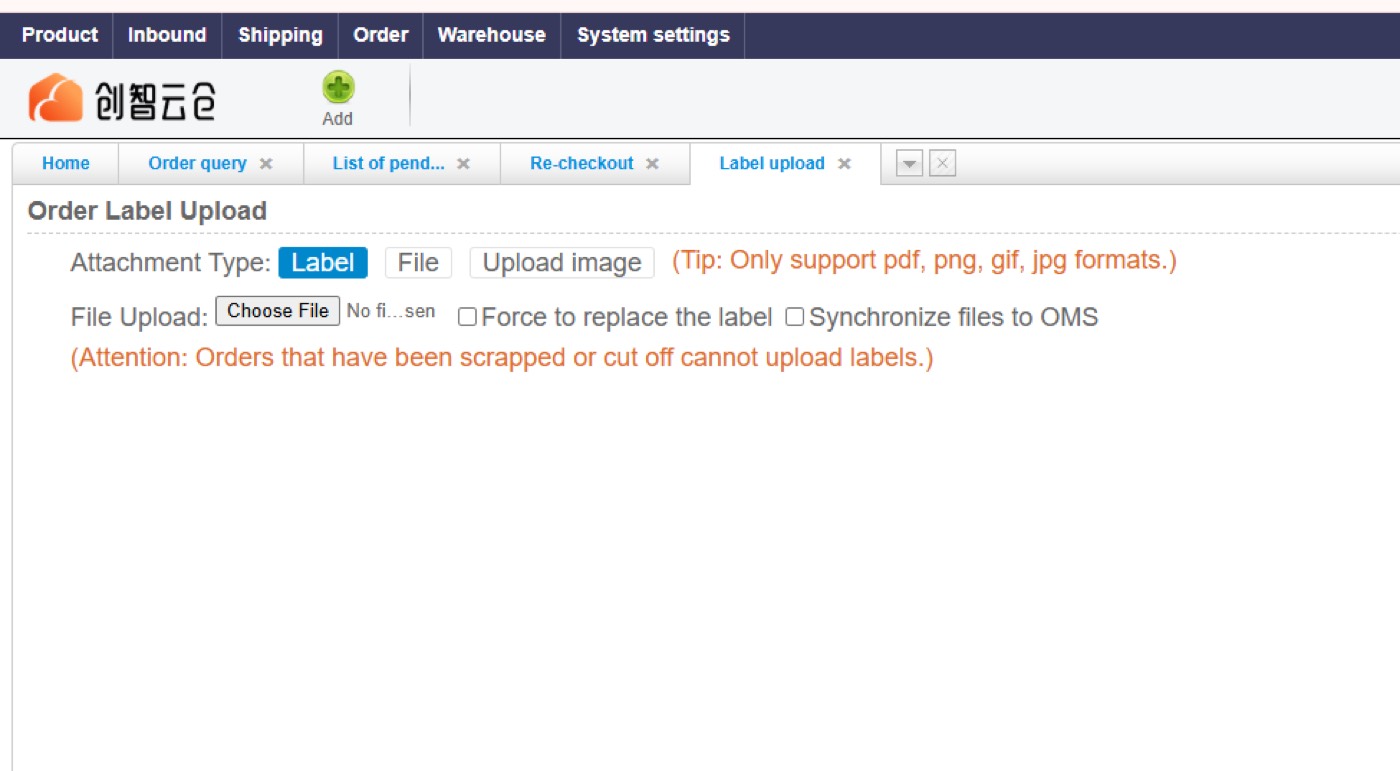 Product Inbound Shipping Order Warehouse System settings
创智云仓
Add
Home Order query List of pend... Re-checkout Label upload
Order Label Upload
Attachment Type: Label File Upload image (Tip: Only support pdf, png, gif, jpg formats.)
File Upload: Choose File No fi...sen Force to replace the label Synchronize files to OMS
(Attention: Orders that have been scrapped or cut off cannot upload labels.)